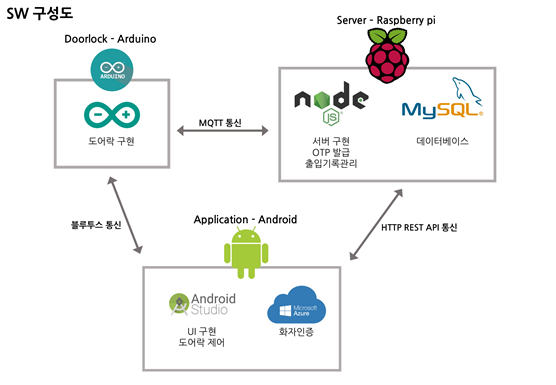 SW 구성도
Server - Raspberry pi
Doorlock - Arduino
ARDUINO
node
JS
MySQL®
도어락 구현
MQTT 통신
서버 구현
OTP 발급
출입기록관리
데이터베이스
블루투스 통신
Application - Android
HTTP REST API 통신
Android
Studio
Microsoft
Azure
UI 구현
도어락 제어
화자인증